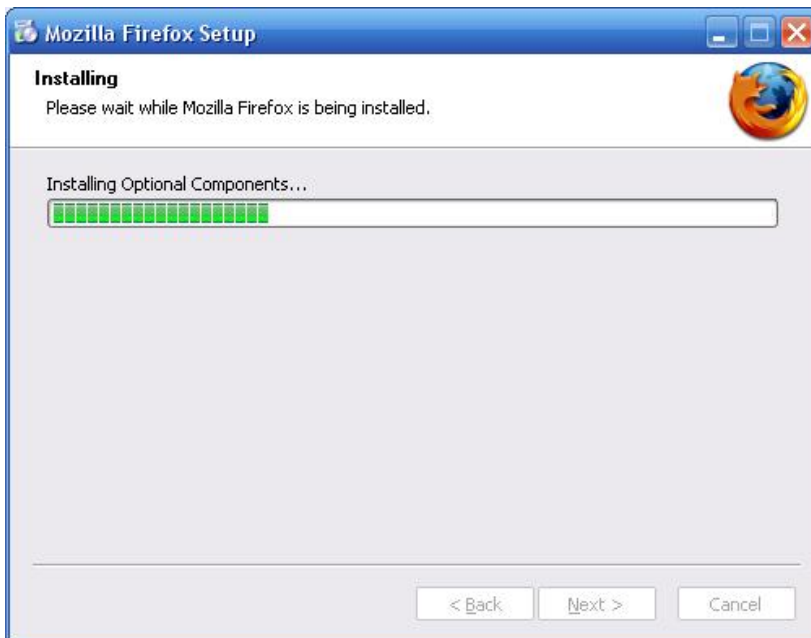 Mozilla Firefox Setup
Installing
Please wait while Mozilla Firefox is being installed.
Installing Optional Components...
< Back
Next >
Cancel